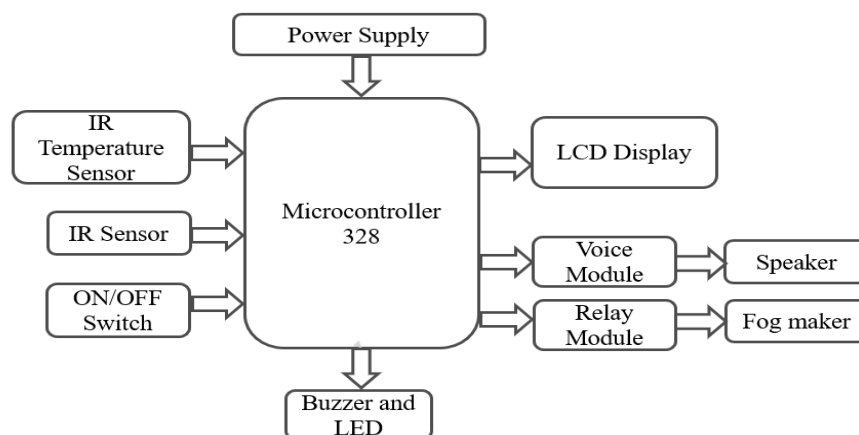 Power Supply
IR
Temperature
Sensor
LCD Display
Microcontroller
328
IR Sensor
Voice
Module
Speaker
ON/OFF
Switch
Relay
Module
Fog maker
Buzzer and
LED